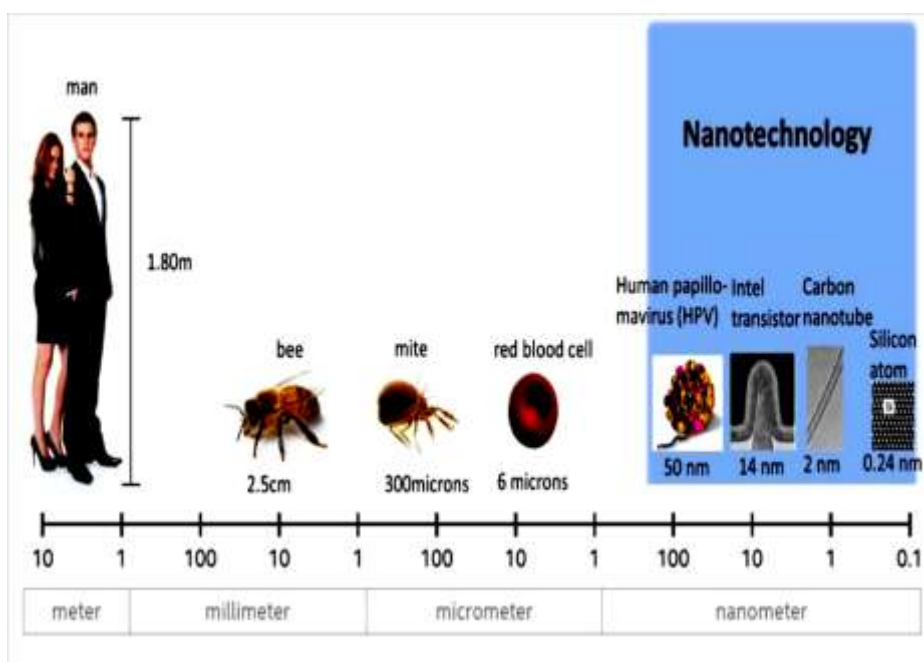 man
Nanotechnology
1.80m
Human papillo-
mavirus (HPV)
Intel
transistor
Carbon
nanotube
Silicon
atom
bee
mite
red blood cell
2.5cm
300microns
6 microns
50 nm
14 nm
2 nm
0.24 nm
10 1 100 10 1 100 10 1 100 10 1 0.1
meter millimeter micrometer nanometer